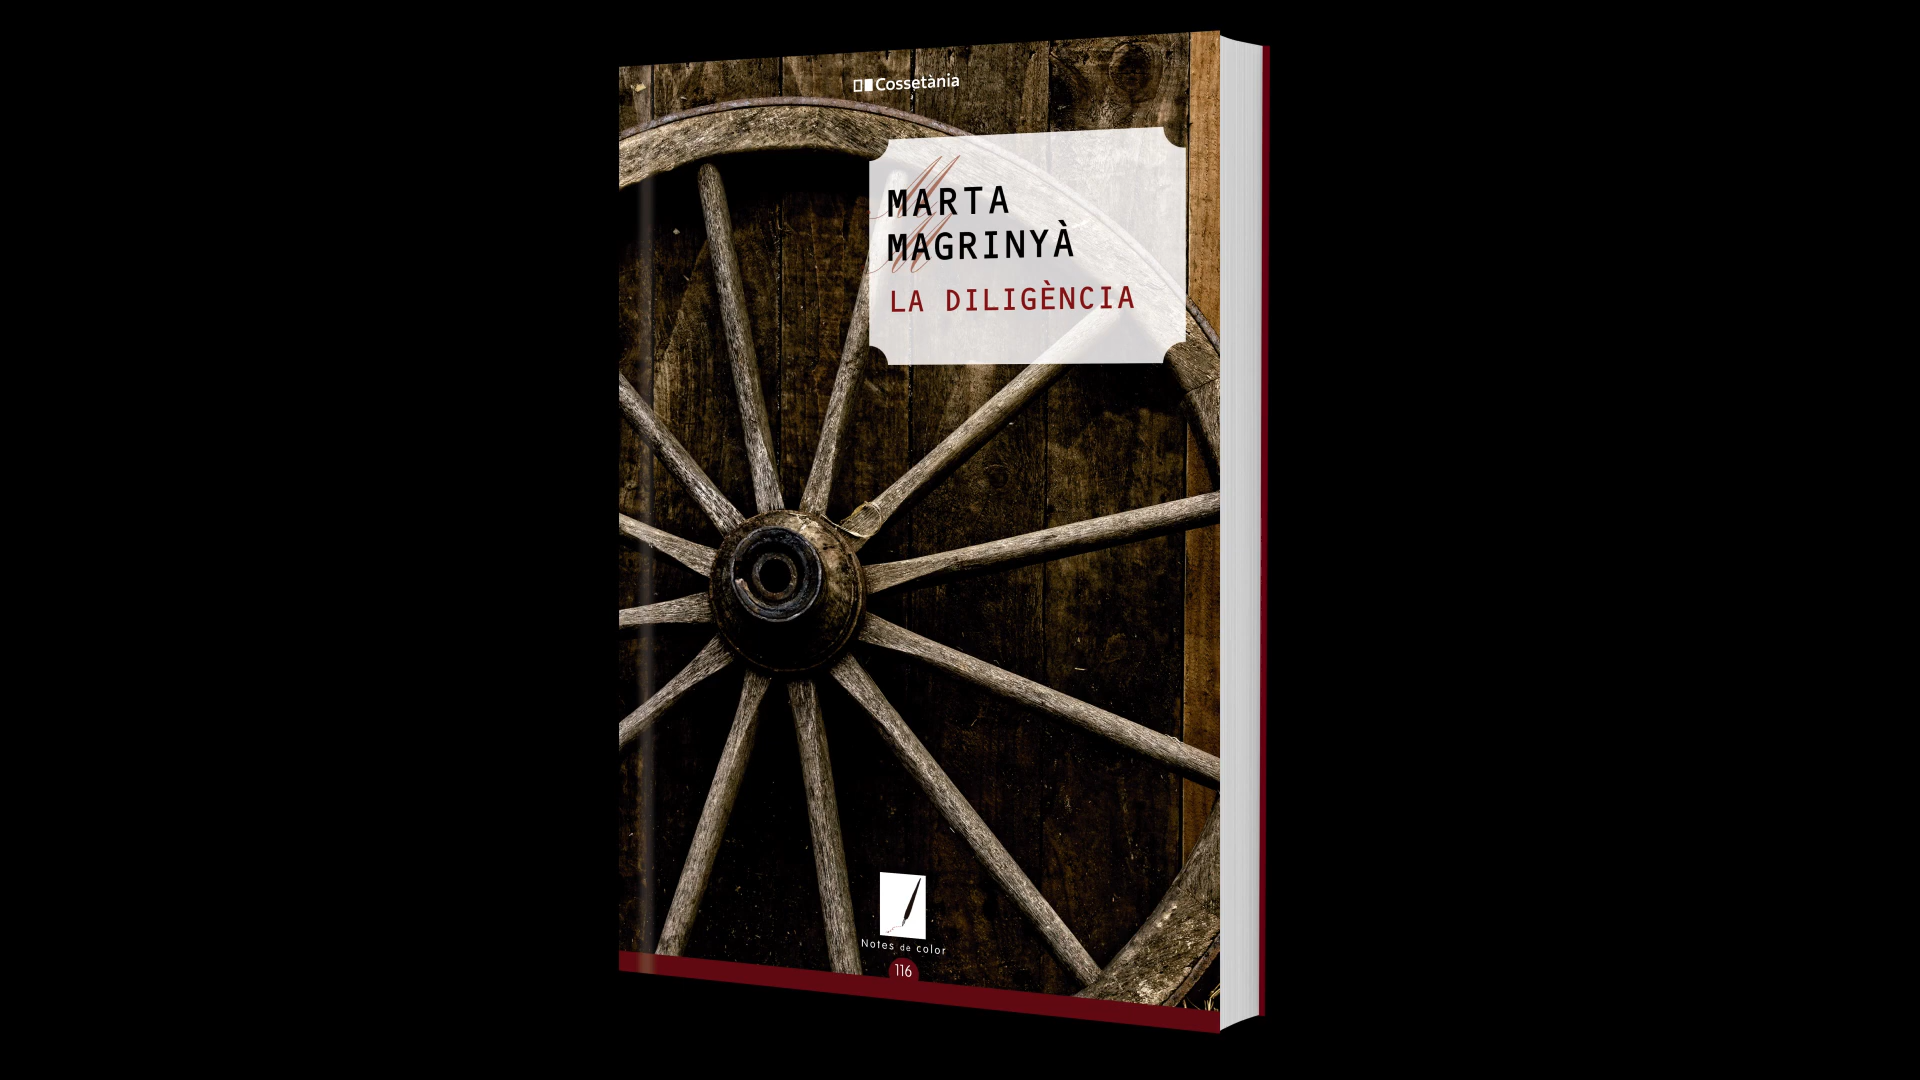 Cossetània
MARTA
MAGRINYÀ
LA DILIGÈNCIA
Notes de color
116